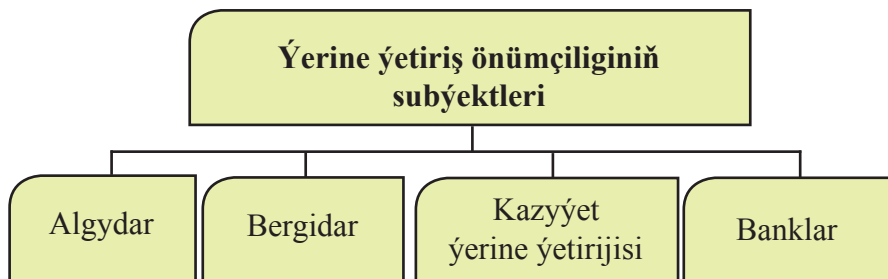 Ýerine ýetiriş önümçiliginiň
subýektleri
Algydar
Bergidar
Kazyýet
ýerine ýetirijisi
Banklar